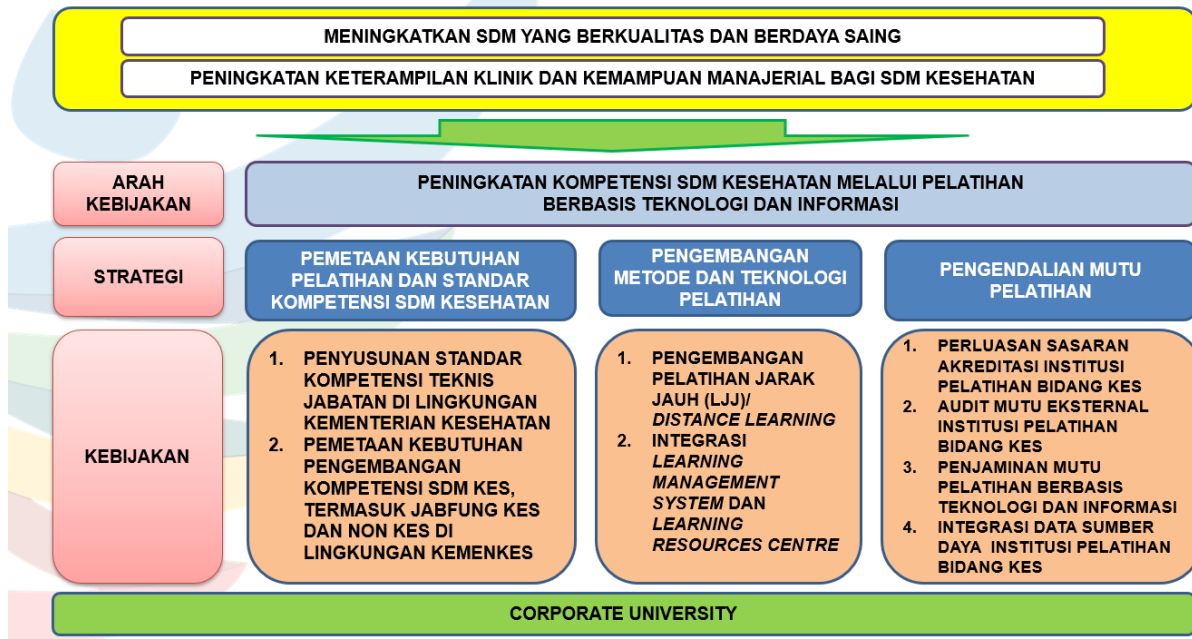 MENINGKATKAN SDM YANG BERKUALITAS DAN BERDAYA SAING
PENINGKATAN KETERAMPILAN KLINIK DAN KEMAMPUAN MANAJERIAL BAGI SDM KESEHATAN
ARAH
KEBIJAKAN
PENINGKATAN KOMPETENSI SDM KESEHATAN MELALUI PELATIHAN
BERBASIS TEKNOLOGI DAN INFORMASI
STRATEGI
PEMETAAN KEBUTUHAN
PELATIHAN DAN STANDAR
KOMPETENSI SDM KESEHATAN
PENGEMBANGAN
METODE DAN TEKNOLOGI
PELATIHAN
PENGENDALIAN MUTU
PELATIHAN
KEBIJAKAN
1. PENYUSUNAN STANDAR
KOMPETENSI TEKNIS
JABATAN DI LINGKUNGAN
KEMENTERIAN KESEHATAN
2. PEMETAAN KEBUTUHAN
PENGEMBANGAN
KOMPETENSI SDM KES,
TERMASUK JABFUNG KES
DAN NON KES DI
LINGKUNGAN KEMENKES
1. PENGEMBANGAN
PELATIHAN JARAK
JAUH (LJJ)/
DISTANCE LEARNING
2. INTEGRASI
LEARNING
MANAGEMENT
SYSTEM DAN
LEARNING
RESOURCES CENTRE
1. PERLUASAN SASARAN
AKREDITASI INSTITUSI
PELATIHAN BIDANG KES
2. AUDIT MUTU EKSTERNAL
INSTITUSI PELATIHAN
BIDANG KES
3. PENJAMINAN MUTU
PELATIHAN BERBASIS
TEKNOLOGI DAN INFORMASI
4. INTEGRASI DATA SUMBER
DAYA INSTITUSI PELATIHAN
BIDANG KES
CORPORATE UNIVERSITY